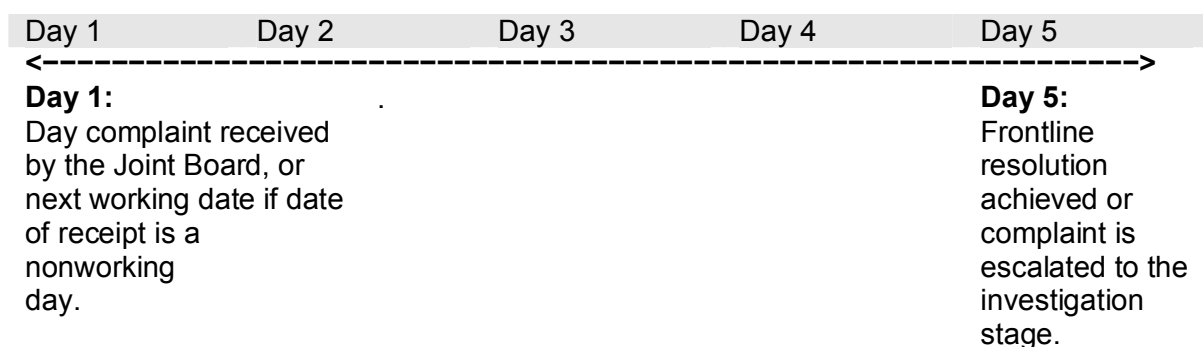 Day 1 Day 2 Day 3 Day 4 Day 5
<---------------------------------------------------------------->
Day 1:
Day complaint received
by the Joint Board, or
next working date if date
of receipt is a
nonworking
day.
.
Day 5:
Frontline
resolution
achieved or
complaint is
escalated to the
investigation
stage.